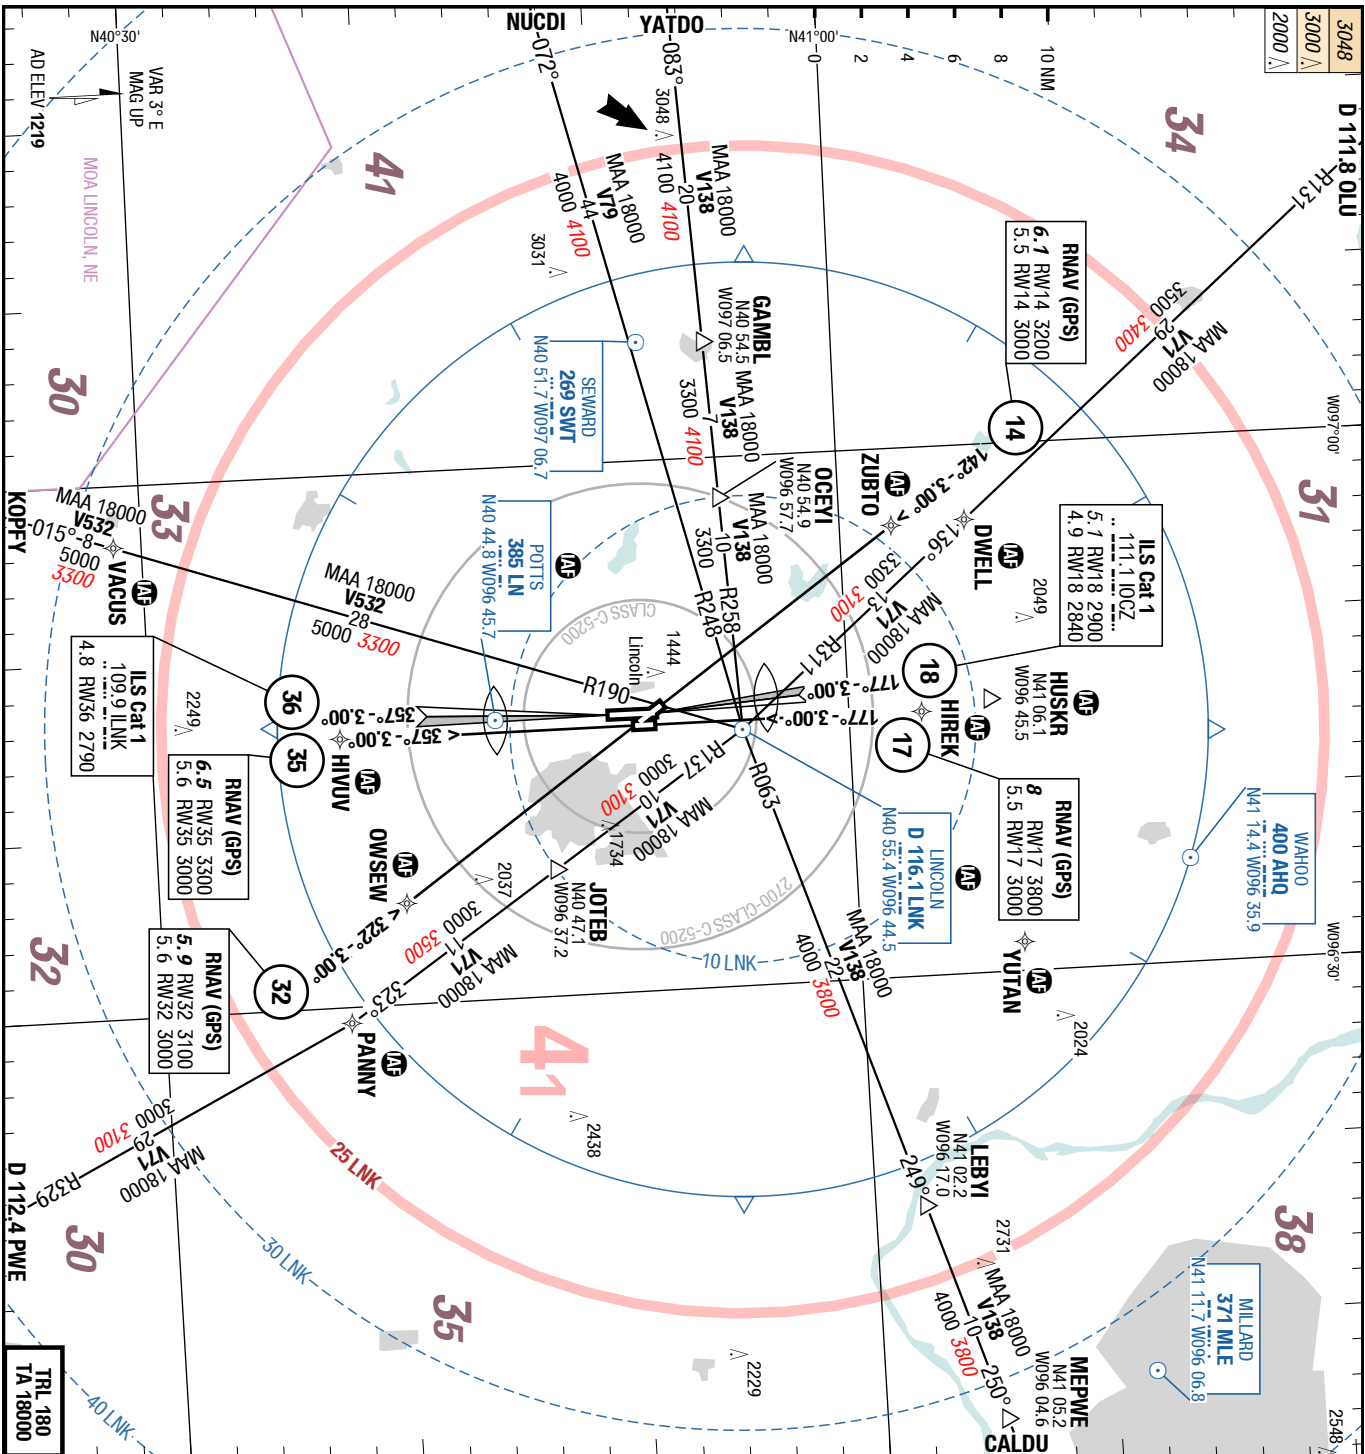 3048
3000
2000
D 111.8 OLU
R131
34
10 NM
8
6
4
2
0
N41°00'
YATDO
083°
NUCDI
072°
N40°30'
VAR 3° E
MAG UP
AD ELEV 1219
MOA LINCOLN, NE
41
3048
MAA 18000
V138
20
4100 4100
MAA 18000
V79
44
4000 4100
3031
RNAV (GPS)
6.1 RW14 3200
5.5 RW14 3000
14
3500
29
3400
V71
MAA 18000
W097°00'
31
GAMBL
N40 54.5
W097 06.5
MAA 18000
V138
7
3300 4100
SEWARD
269 SWT
N40 51.7 W097 06.7
30
OCEYI
N40 54.9
W096 57.7
MAA 18000
V138
10
3300
R258
R248
ZUBTO
IAF
142°-3.00° >
DWELL
IAF
136°
3300
13
3100
V71
MAA 18000
R311
ILS Cat 1
111.1 IOCZ
5.1 RW18 2900
4.9 RW18 2840
2049
18
HUSKR
IAF
N41 06.1
W096 45.5
HIREK
IAF
177°-3.00°
177°-3.00°>
17
RNAV (GPS)
8 RW17 3800
5.5 RW17 3000
33
KOPFY
MAA 18000
V532
015°-8
5000
3300
VACUS
IAF
MAA 18000
V532
28
5000 3300
R190
POTTS
385 LN
N40 44.8 W096 45.7
IAF
CLASS C-5200
1444
Lincoln
ILS Cat 1
109.9 ILNK
4.8 RW36 2790
2249
36
357°-3.00°
< 357°-3.00°
35
HIVUV
IAF
RNAV (GPS)
6.5 RW35 3300
5.6 RW35 3000
R137
3000
10
3100
V71
MAA 18000
1734
R063
LINCOLN
D 116.1 LNK
N40 55.4 W096 44.5
IAF
WAHOO
400 AHQ
N41 14.4 W096 35.9
OWSEW
IAF
< 322°-3.00°
2037
JOTEB
N40 47.1
W096 37.2
2700-CLASS C-5200
10 LNK
3000
11
3500
V71
MAA 18000
323°
PANNY
IAF
32
RNAV (GPS)
5.9 RW32 3100
5.6 RW32 3000
32
MAA 18000
V138
22
4000 3800
YUTAN
IAF
W096°30'
2024
41
2438
LEBYI
N41 02.2
W096 17.0
249°
3000
29
3100
V71
MAA 18000
R329
D 112.4 PWE
30
25 LNK
30 LNK
40 LNK
35
2229
2731
MAA 18000
V138
10
4000 3800
250°
MEPWE
N41 05.2
W096 04.6
CALDU
38
MILLARD
371 MLE
N41 11.7 W096 06.8
2548
TRL 180
TA 18000